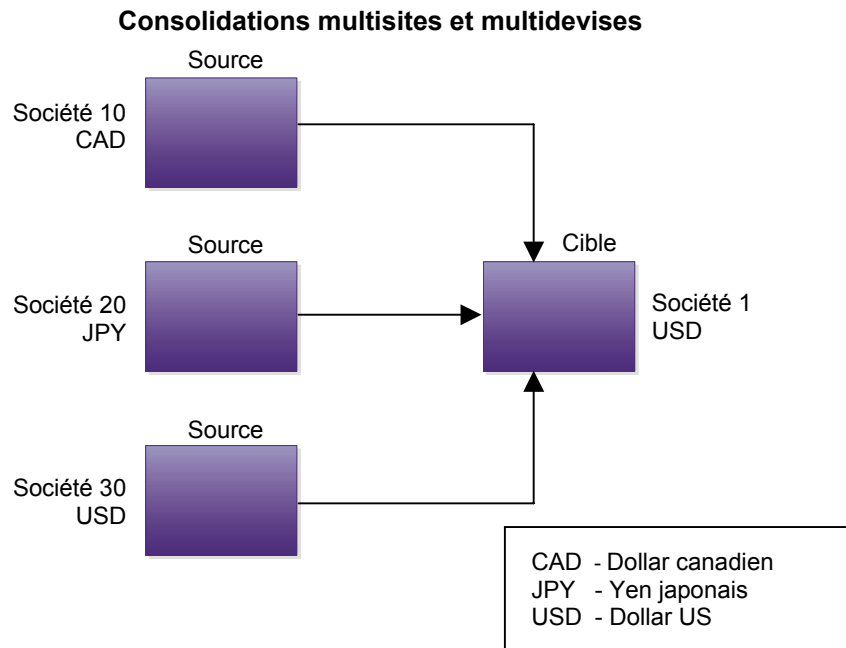 Consolidations multisites et multidevises
Source
Société 10
CAD
Source
Cible
Société 20
JPY
Société 1
USD
Source
Société 30
USD
CAD - Dollar canadien
JPY - Yen japonais
USD - Dollar US